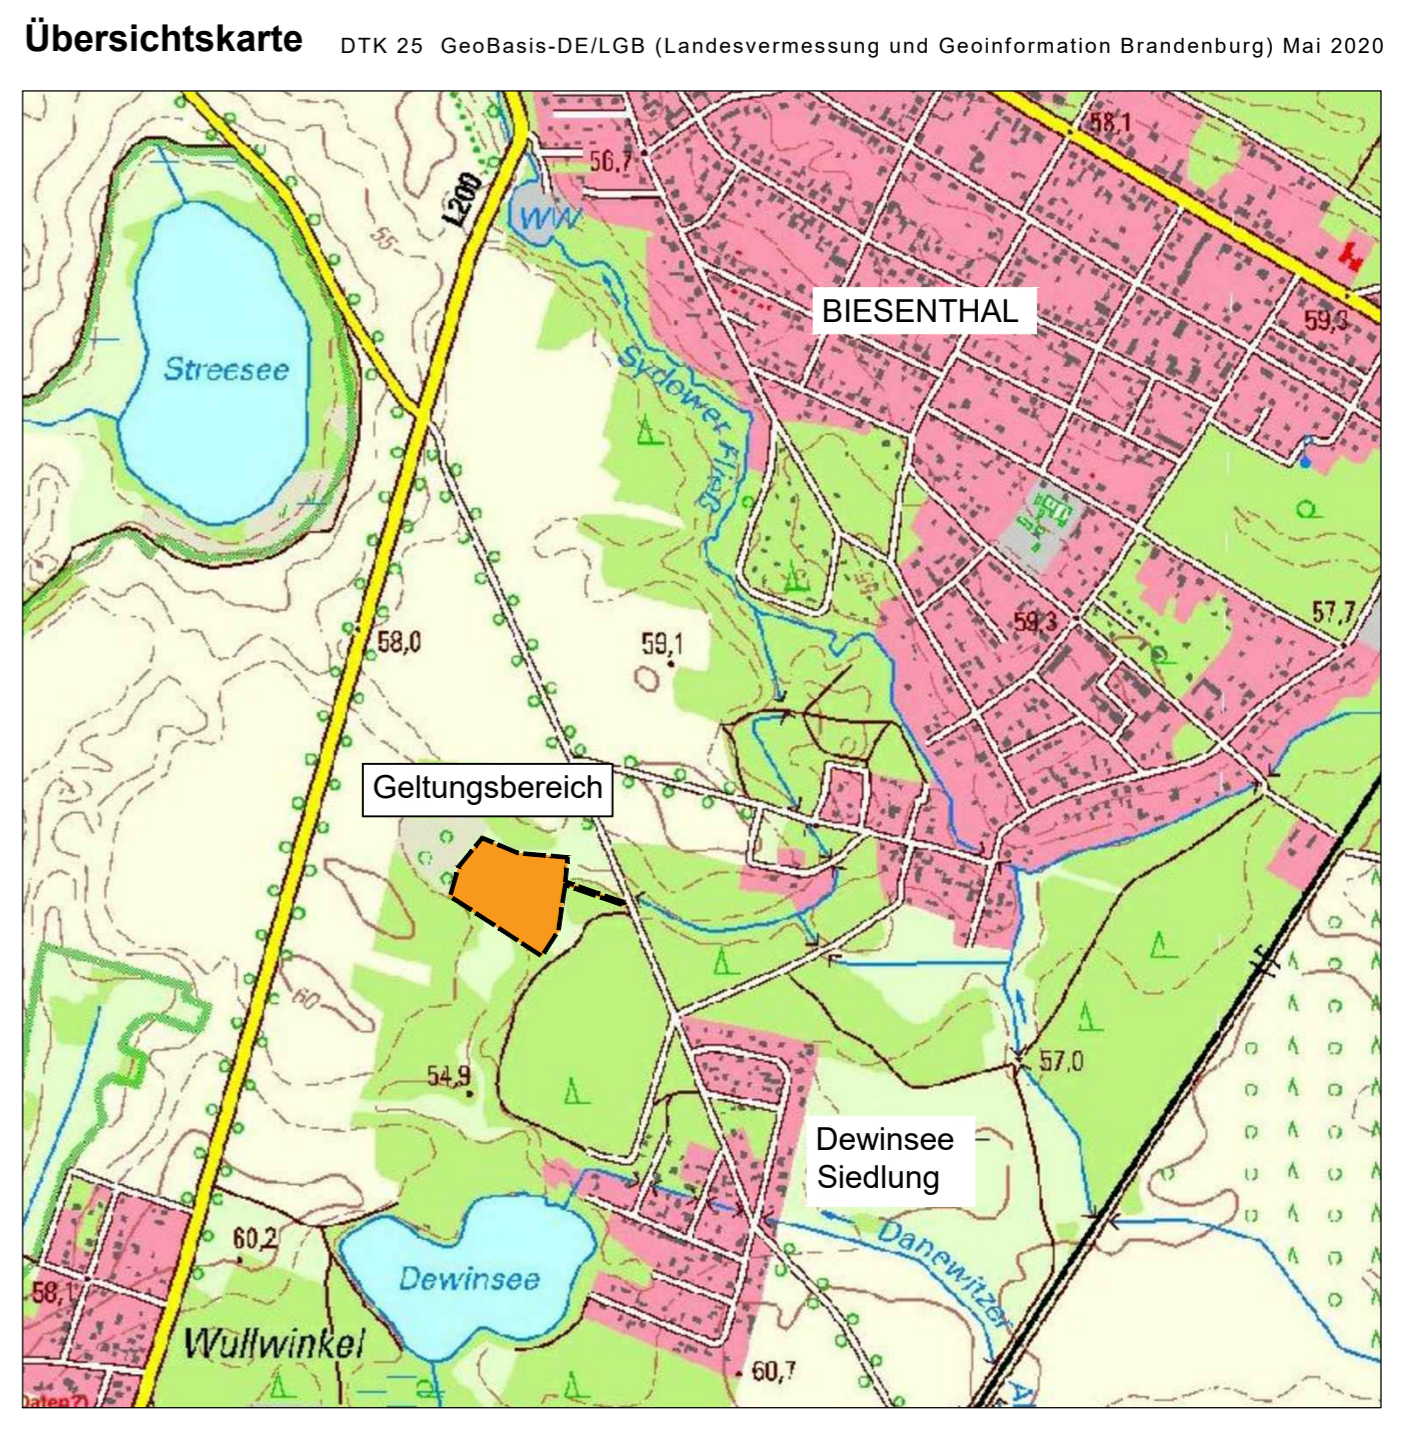 Übersichtskarte DTK 25 GeoBasis-DE/LGB (Landesvermessung und Geoinformation Brandenburg) Mai 2020
58,1
56,7
L200
WW
55
BIESENTHAL
59,3
Streesee
Sydower Fließ
55
59,3
57,7
58,0
59,1
Geltungsbereich
60
54,9
57,0
Dewinsee
Siedlung
60,2
Danewitzer
Dewinsee
58,1
Wullwinkel
60,7
Daten?)